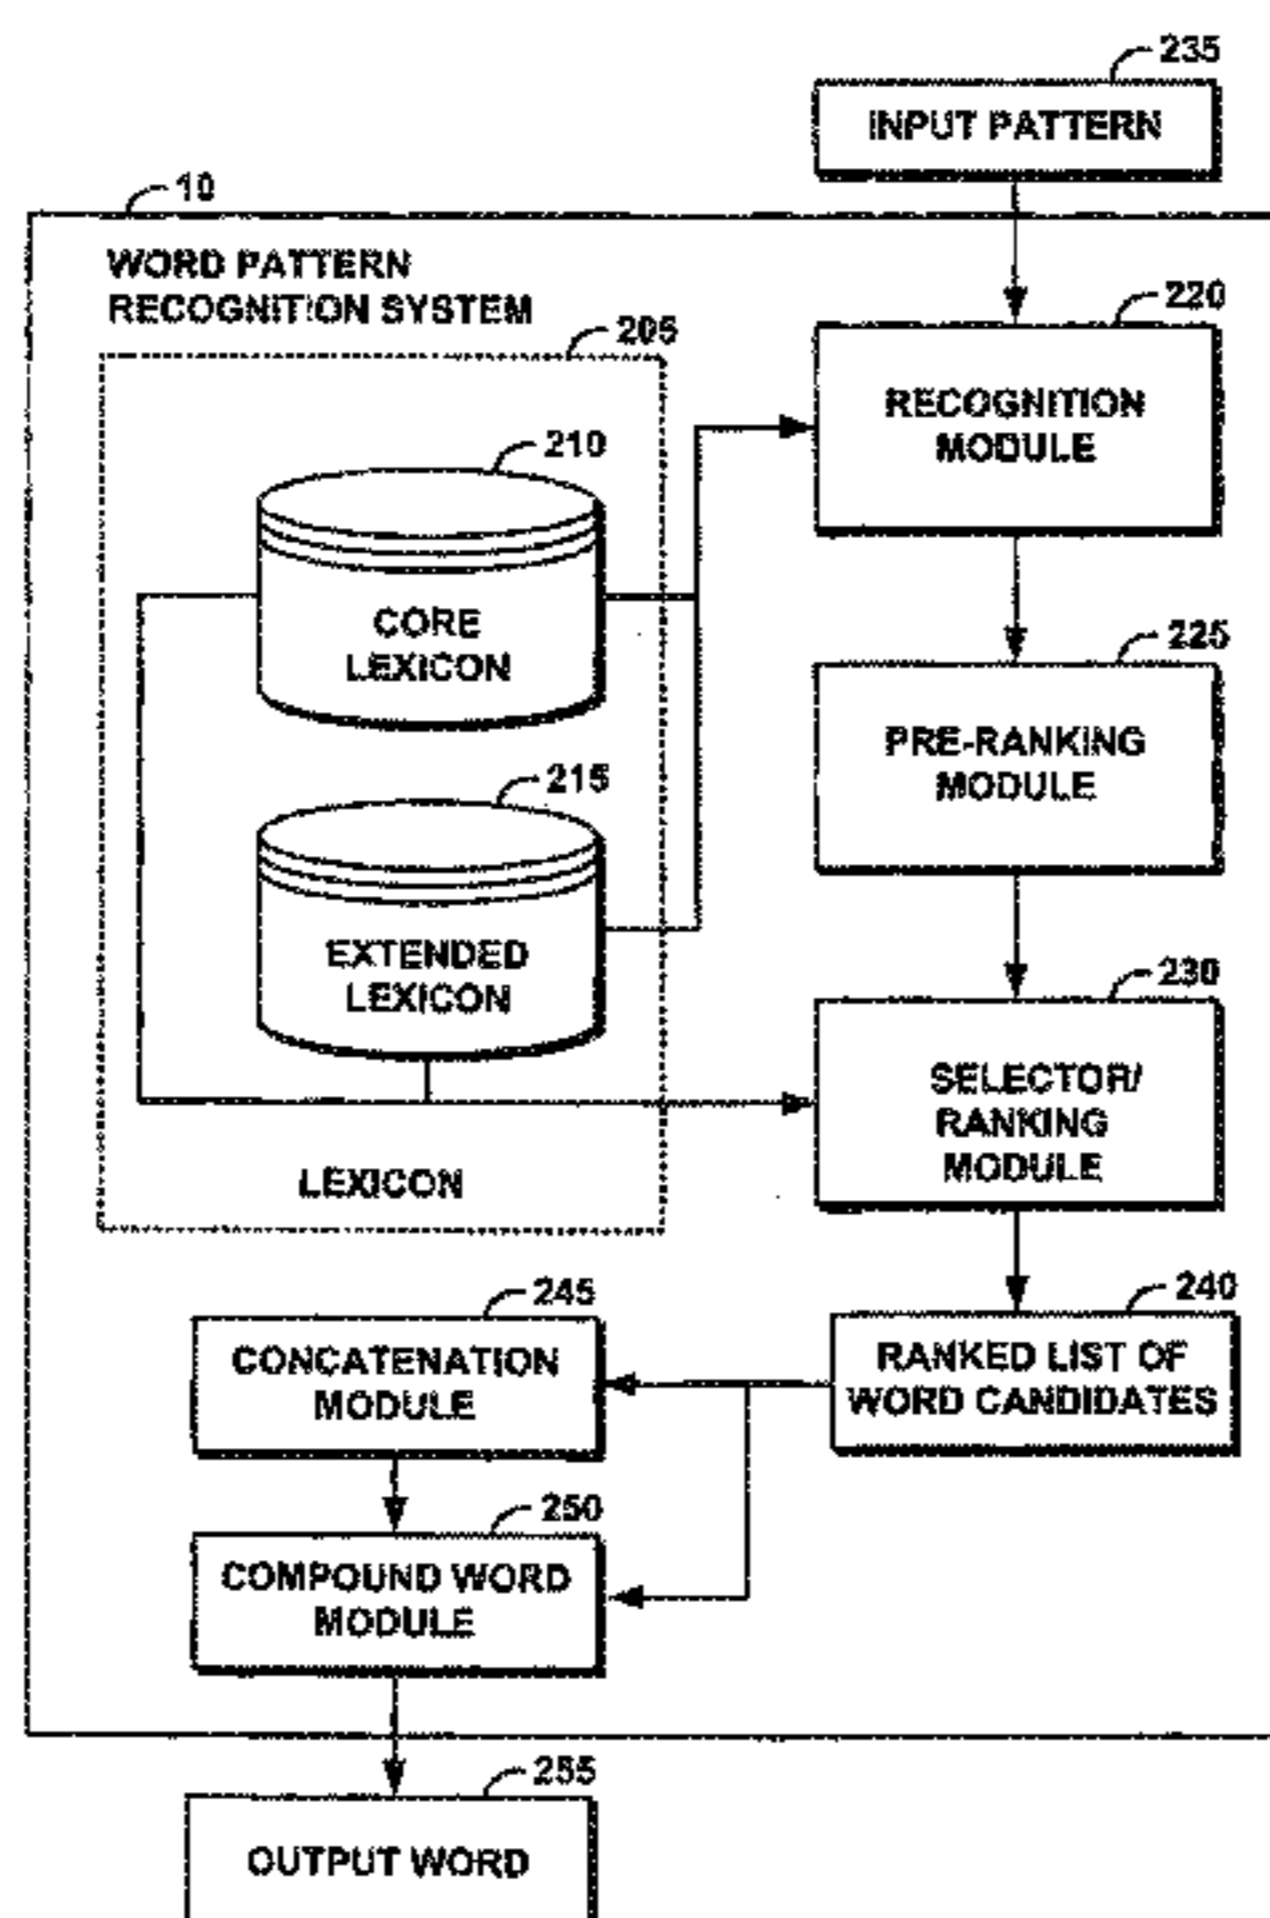 235
INPUT PATTERN
10
WORD PATTERN
RECOGNITION SYSTEM
205
220
RECOGNITION
MODULE
210
CORE
LEXICON
225
PRE-RANKING
MODULE
215
EXTENDED
LEXICON
230
SELECTOR/
RANKING
MODULE
LEXICON
245
CONCATENATION
MODULE
240
RANKED LIST OF
WORD CANDIDATES
250
COMPOUND WORD
MODULE
255
OUTPUT WORD